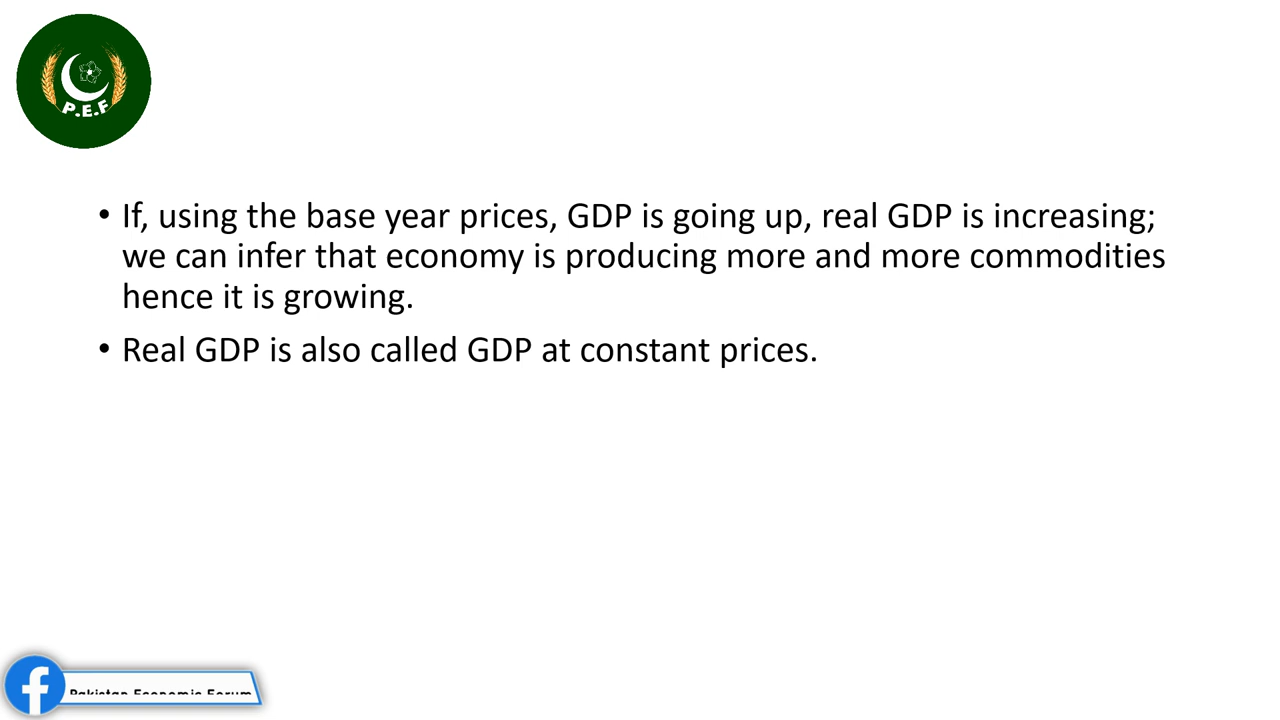 P.E.F
• If, using the base year prices, GDP is going up, real GDP is increasing;
we can infer that economy is producing more and more commodities
hence it is growing.
• Real GDP is also called GDP at constant prices.
Pakistan Economic Forum